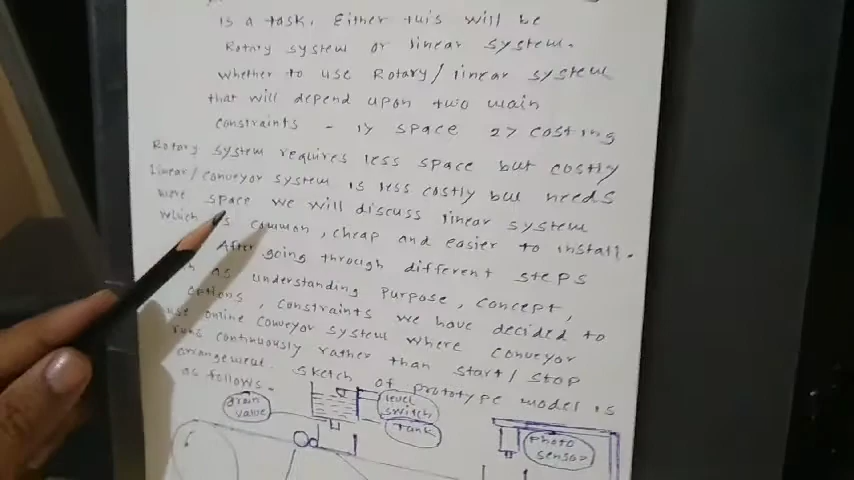 is a task. Either this will be
Rotary system or linear system.
Whether to use Rotary/linear system
that will depend upon two main
constraints - 1> space 2> costing
Rotary system requires less space but costly
linear/conveyor system is less costly but needs
more space we will discuss linear system
which is common, cheap and easier to install.
After going through different steps
as understanding purpose, concept,
options, constraints we have decided to
use online conveyor system where conveyor
runs continuously rather than start/stop
arrangement. Sketch of prototype model is
as follows.
level
switch
tank
valve
photo